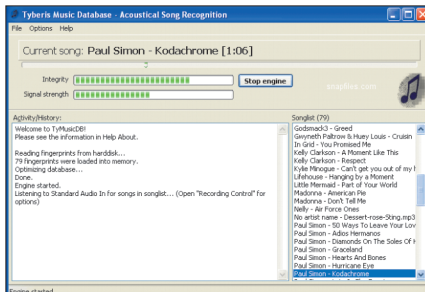 Tyberis Music Database - Acoustical Song Recognition
File Options Help
Current song: Paul Simon - Kodachrome [1:06]
Integrity
Stop engine
Signal strength
snapfiles.com
Activity/History:
Songlist (79)
Welcome to TyMusicDB!
Please see the information in Help About.
Reading fingerprints from harddisk...
79 fingerprints were loaded into memory.
Optimizing database...
Done.
Engine started.
Listening to Standard Audio In for songs in songlist... (Open "Recording Control" for
options)
Godsmack3 - Greed
Gwyneth Paltrow & Huey Louis - Cruisin
In Grid - You Promised Me
Kelly Clarkson - A Moment Like This
Kelly Clarkson - Respect
Kylie Minogue - Can't get you out of my h
Lifehouse - Hanging by a Moment
Little Mermaid - Part of Your World
Madonna - American Pie
Madonna - Don't Tell Me
Nelly - Air Force Ones
No artist name - Dessert-rose-Sting.mp3
Paul Simon - 50 Ways To Leave Your Lov
Paul Simon - Adios Hermanos
Paul Simon - Diamonds On The Soles Of H
Paul Simon - Graceland
Paul Simon - Hearts And Bones
Paul Simon - Hurricane Eye
Paul Simon - Kodachrome
Engine started